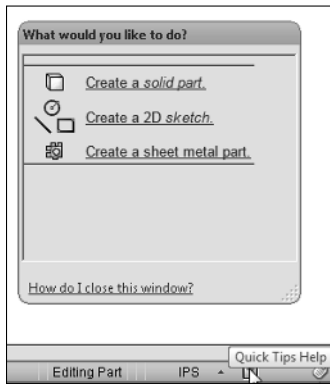 What would you like to do?
Create a solid part.
Create a 2D sketch.
Create a sheet metal part.
How do I close this window?
Quick Tips Help
Editing Part IPS